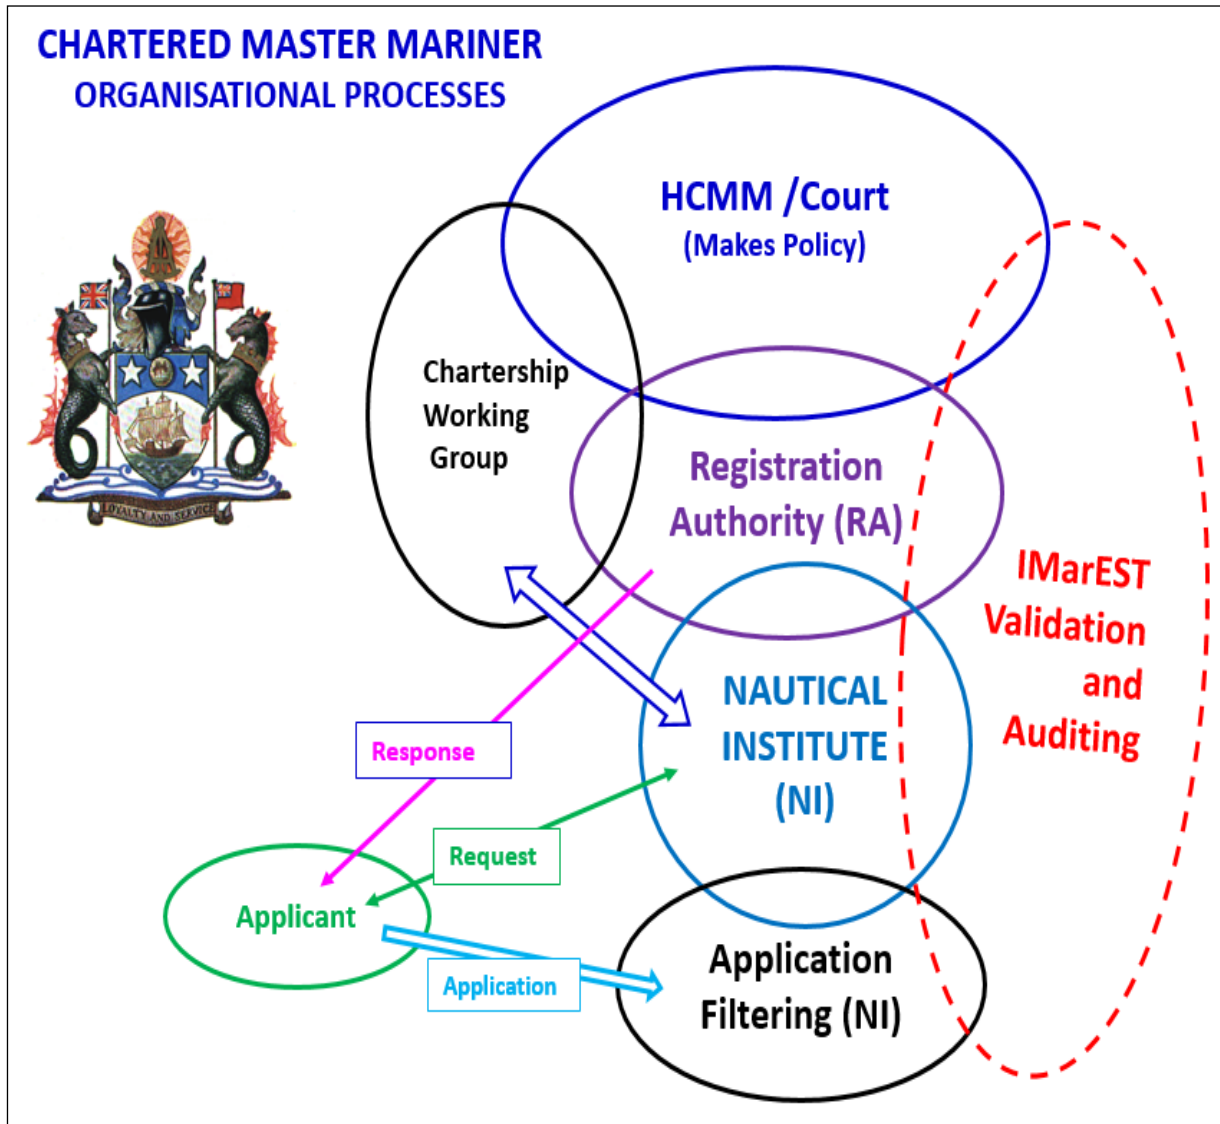 CHARTERED MASTER MARINER
ORGANISATIONAL PROCESSES
HCMM /Court
(Makes Policy)
Chartership
Working
Group
Registration
Authority (RA)
IMarEST
Validation
and
Auditing
NAUTICAL
INSTITUTE
(NI)
Response
Request
Applicant
Application
Application
Filtering (NI)
LOYALTY AND SERVICE